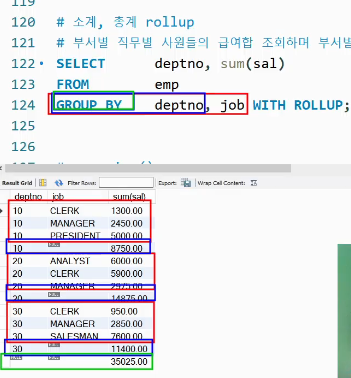 119
120 # 소계, 총계 rollup
121 # 부서별 직무별 사원들의 급여합 조회하며 부서별
122 SELECT deptno, sum(sal)
123 FROM emp
124 GROUP BY deptno, job WITH ROLLUP;
125
126
Result Grid Filter Rows: Export: Wrap Cell Content:
deptno job sum(sal)
10 CLERK 1300.00
10 MANAGER 2450.00
10 PRESIDENT 5000.00
10 8750.00
20 ANALYST 6000.00
20 CLERK 5900.00
20 MANAGER 2975.00
20 14875.00
30 CLERK 950.00
30 MANAGER 2850.00
30 SALESMAN 7600.00
30 11400.00
35025.00